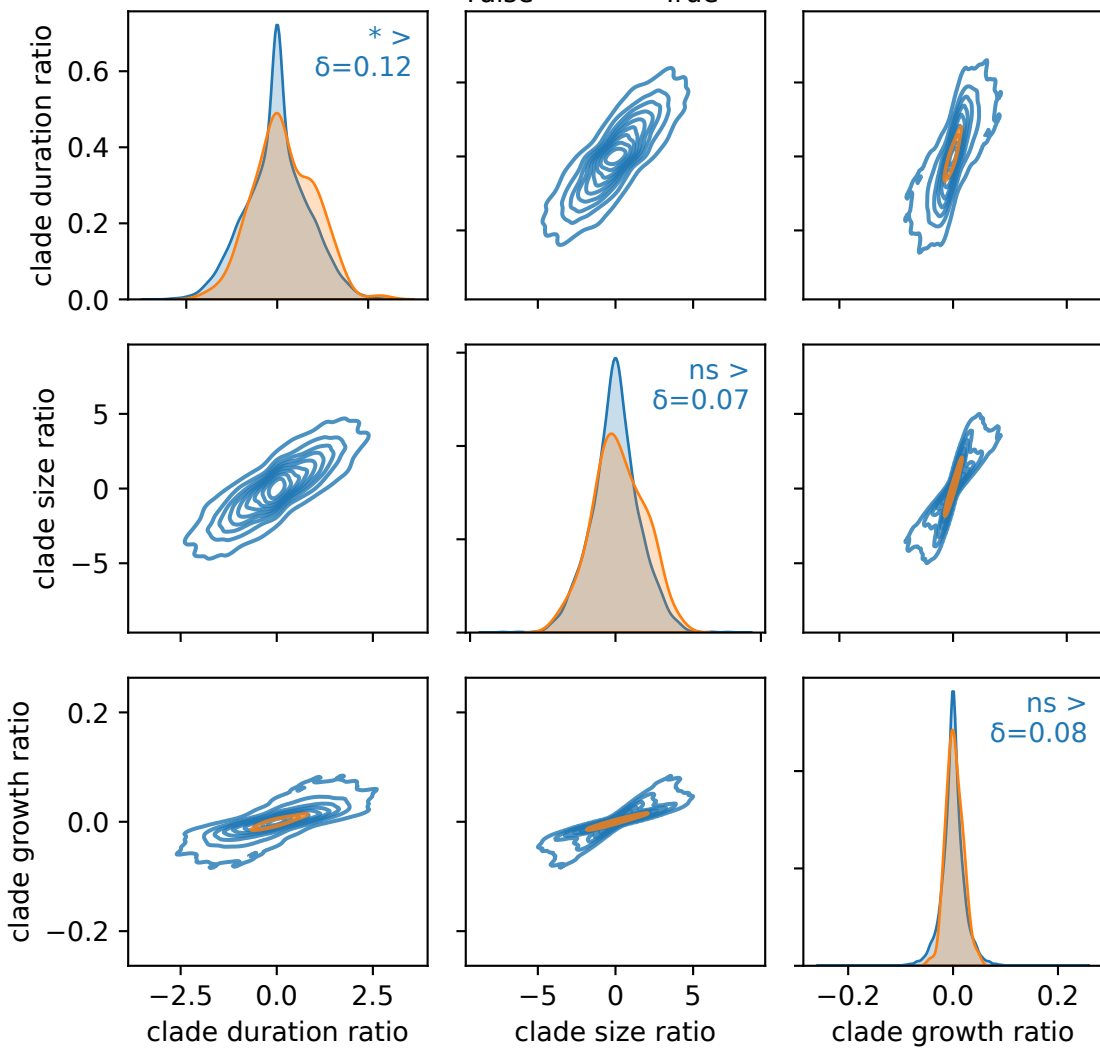 True
clade duration ratio
0.6
0.4
0.2
0.0
* >
δ=0.12
clade size ratio
5
0
−5
ns >
δ=0.07
clade growth ratio
0.2
0.0
−0.2
ns >
δ=0.08
−2.5 0.0 2.5
−5 0 5
−0.2 0.0 0.2
clade duration ratio
clade size ratio
clade growth ratio